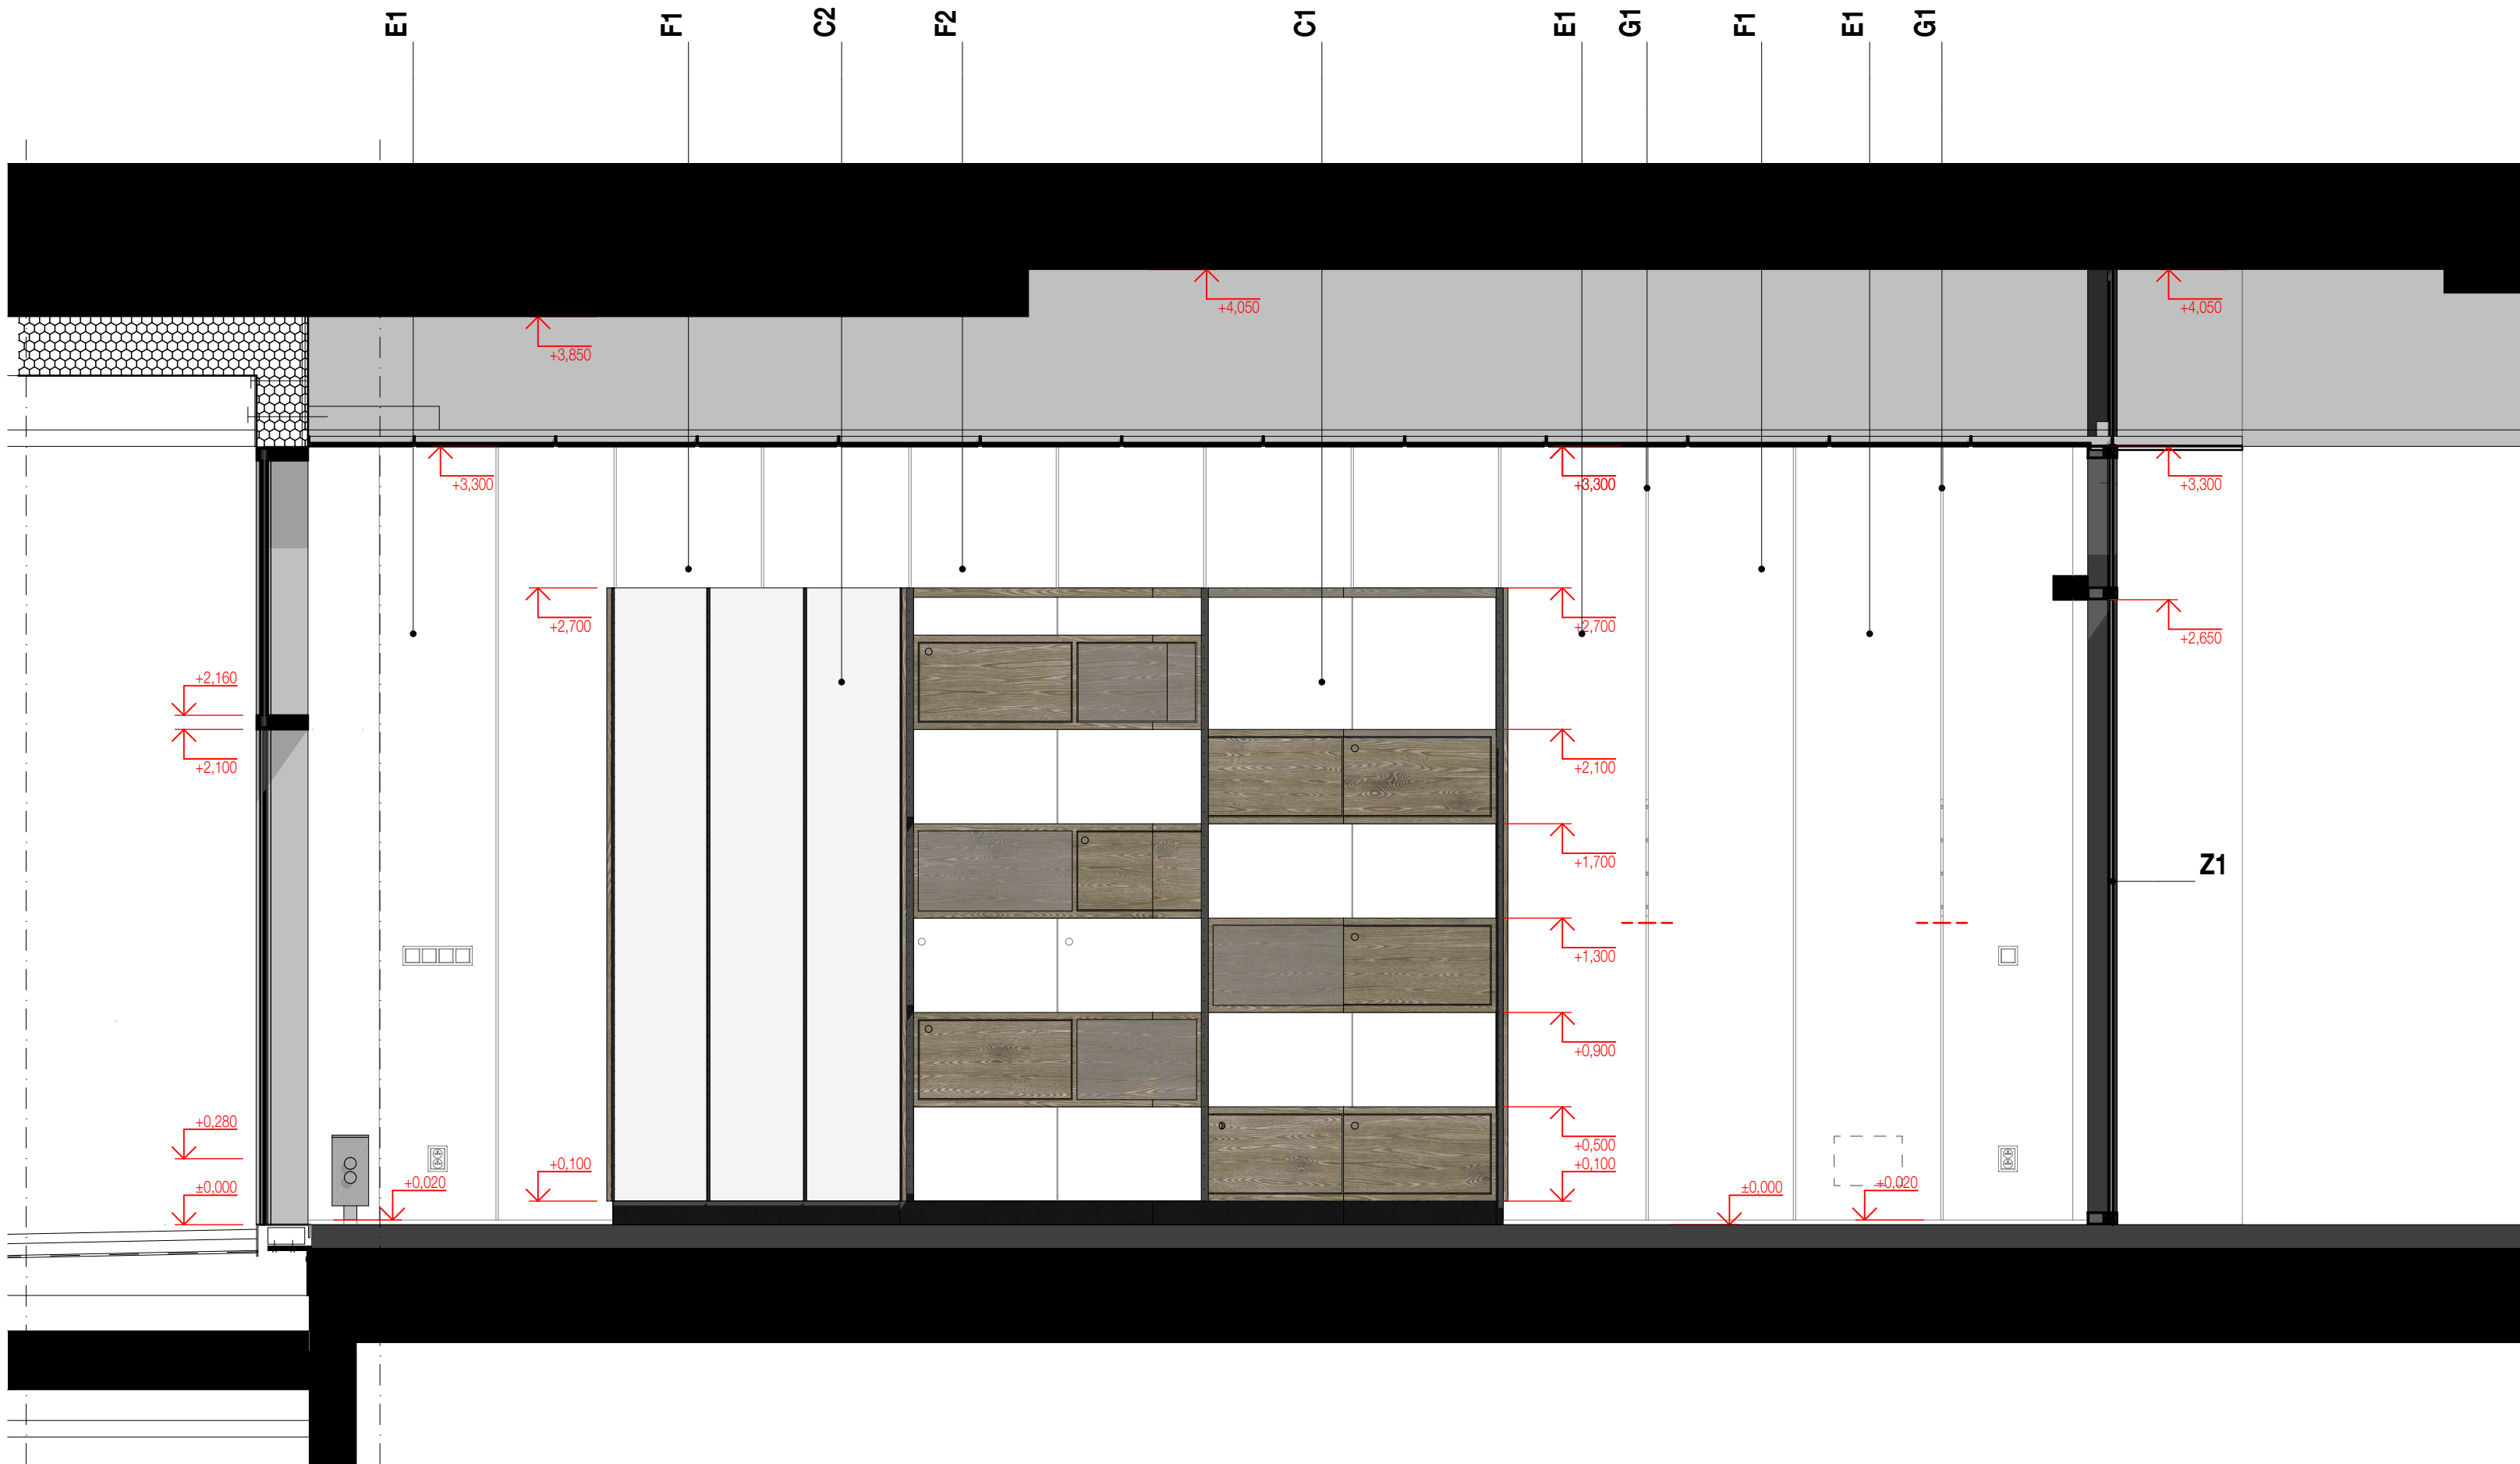 E1 F1 C2 F2 C1 E1 G1 F1 E1 G1
+4,050 +4,050
+3,850
+3,300 +3,300 +3,300
+2,700 +2,700 +2,650
+2,160
+2,100 +2,100
+1,700
Z1
+1,300
+0,900
+0,280
+0,500
+0,100 +0,100
±0,000 +0,020 ±0,000 +0,020